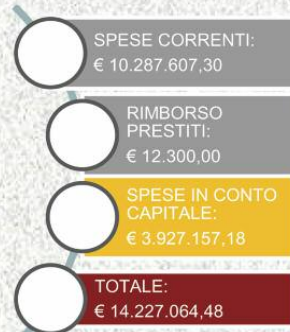 SPESE CORRENTI:
€ 10.287.607,30
RIMBORSO
PRESTITI:
€ 12.300,00
SPESE IN CONTO
CAPITALE:
€ 3.927.157,18
TOTALE:
€ 14.227.064,48